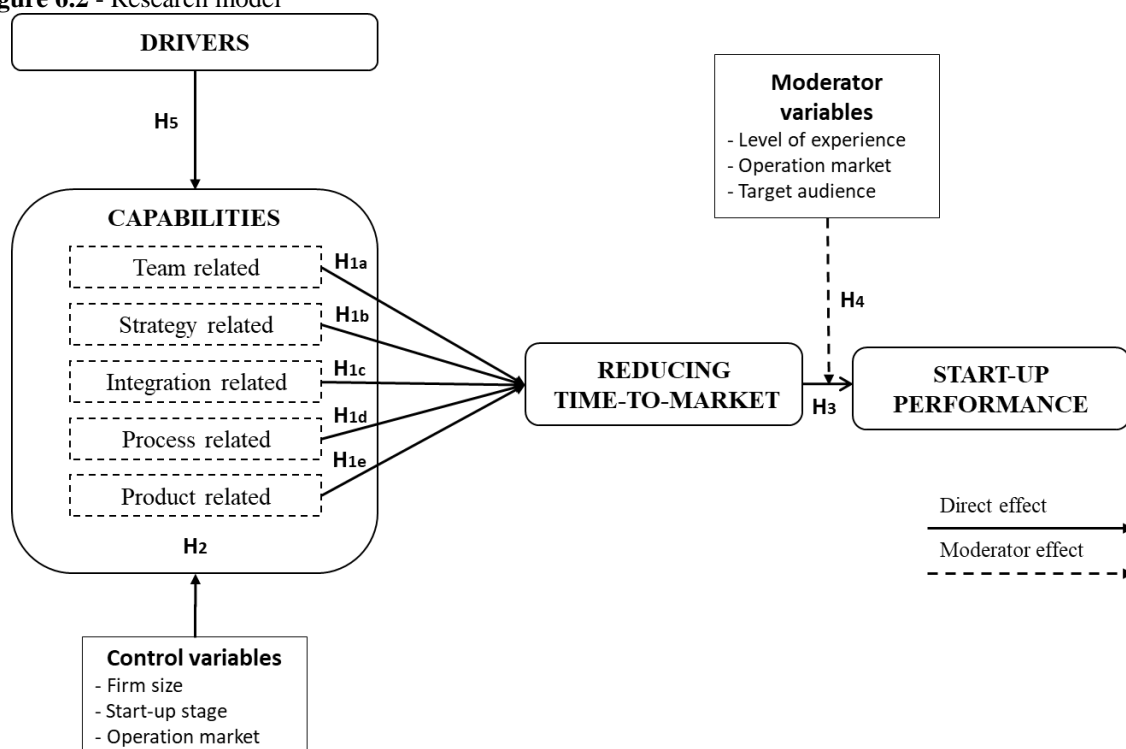 gure 6.2 - Research model
DRIVERS
H5
Moderator
variables
- Level of experience
- Operation market
- Target audience
CAPABILITIES
Team related
H1a
Strategy related
H1b
Integration related
H1c
Process related
H1d
Product related
H1e
H2
REDUCING
TIME-TO-MARKET
H4
H3
START-UP
PERFORMANCE
Direct effect
Moderator effect
Control variables
- Firm size
- Start-up stage
- Operation market